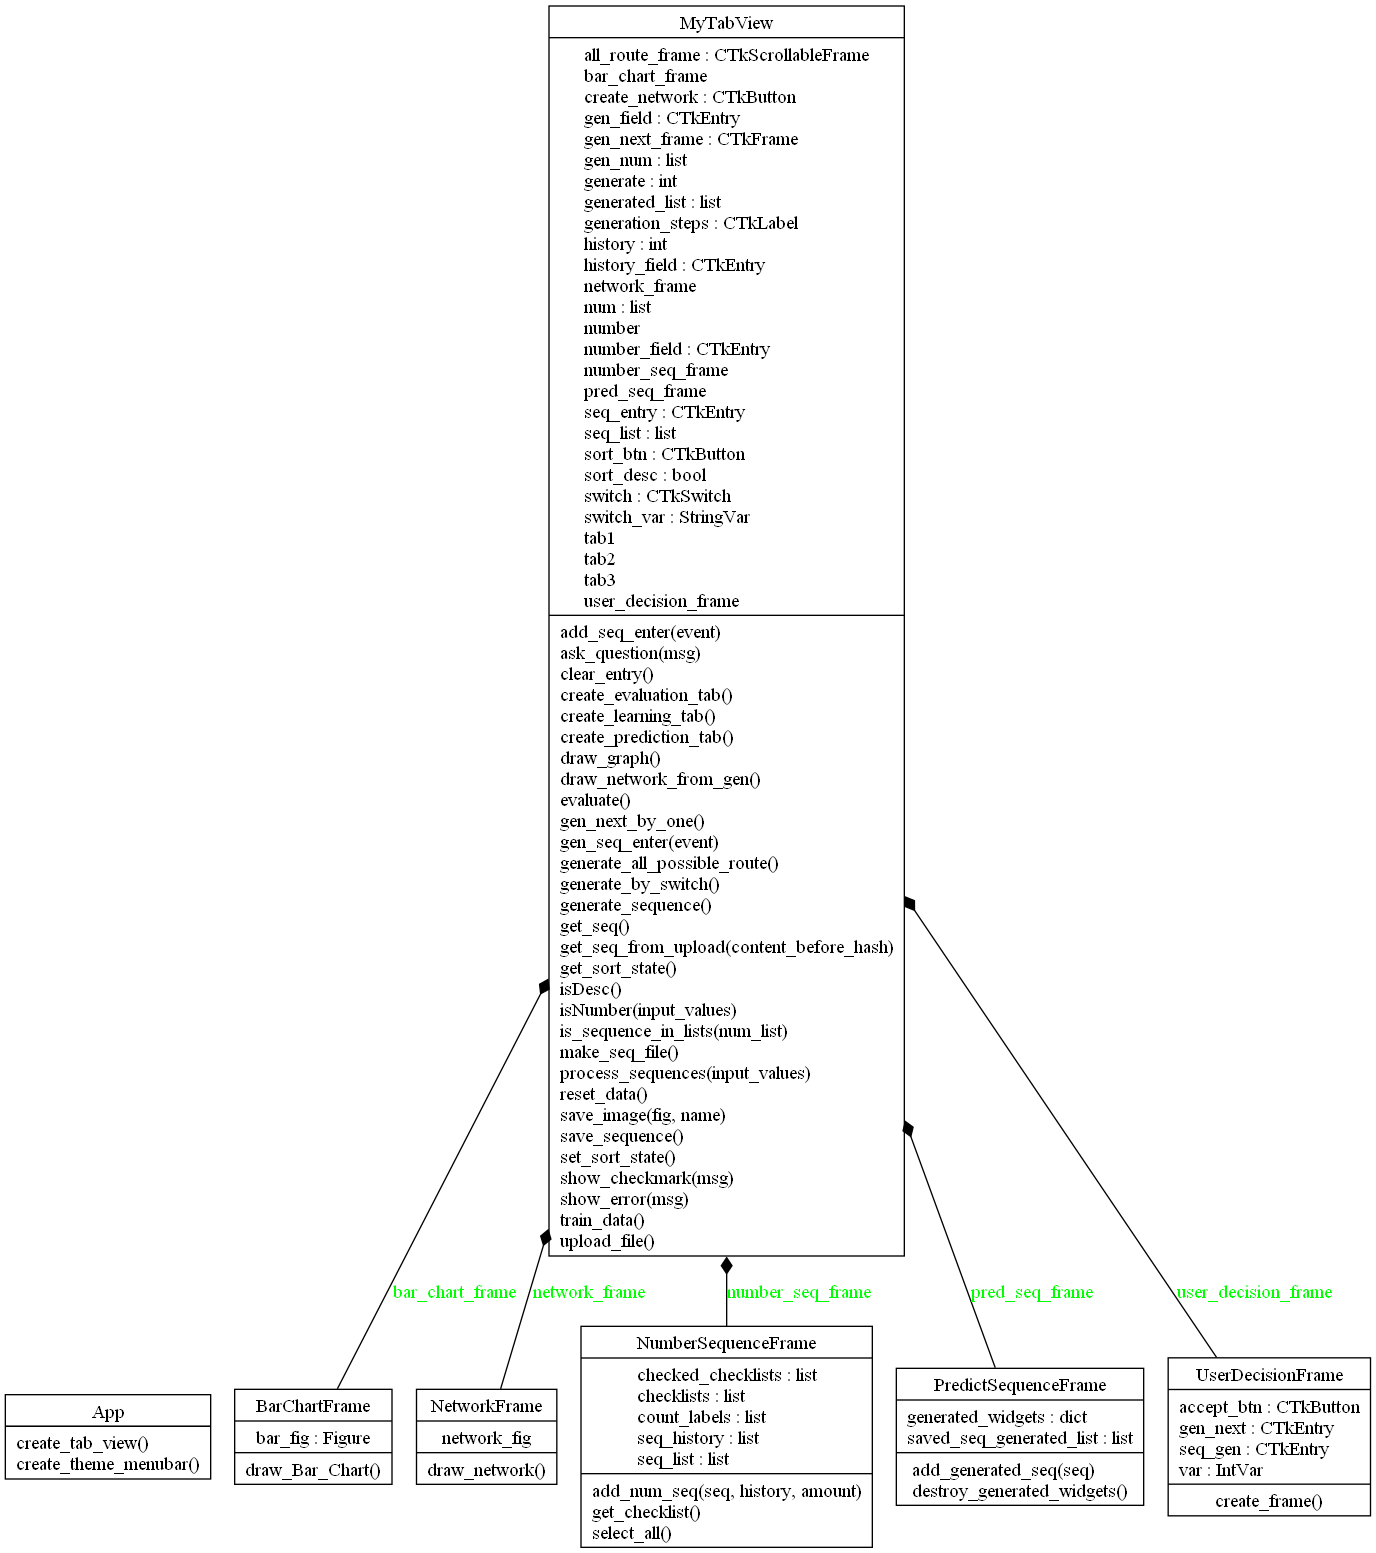 MyTabView
all_route_frame : CTkScrollableFrame
bar_chart_frame
create_network : CTkButton
gen_field : CTkEntry
gen_next_frame : CTkFrame
gen_num : list
generate : int
generated_list : list
generation_steps : CTkLabel
history : int
history_field : CTkEntry
network_frame
num : list
number
number_field : CTkEntry
number_seq_frame
pred_seq_frame
seq_entry : CTkEntry
seq_list : list
sort_btn : CTkButton
sort_desc : bool
switch : CTkSwitch
switch_var : StringVar
tab1
tab2
tab3
user_decision_frame
add_seq_enter(event)
ask_question(msg)
clear_entry()
create_evaluation_tab()
create_learning_tab()
create_prediction_tab()
draw_graph()
draw_network_from_gen()
evaluate()
gen_next_by_one()
gen_seq_enter(event)
generate_all_possible_route()
generate_by_switch()
generate_sequence()
get_seq()
get_seq_from_upload(content_before_hash)
get_sort_state()
isDesc()
isNumber(input_values)
is_sequence_in_lists(num_list)
make_seq_file()
process_sequences(input_values)
reset_data()
save_image(fig, name)
save_sequence()
set_sort_state()
show_checkmark(msg)
show_error(msg)
train_data()
upload_file()
bar_chart_frame
network_frame
number_seq_frame
pred_seq_frame
user_decision_frame
App
create_tab_view()
create_theme_menubar()
BarChartFrame
bar_fig : Figure
draw_Bar_Chart()
NetworkFrame
network_fig
draw_network()
NumberSequenceFrame
checked_checklists : list
checklists : list
count_labels : list
seq_history : list
seq_list : list
add_num_seq(seq, history, amount)
get_checklist()
select_all()
PredictSequenceFrame
generated_widgets : dict
saved_seq_generated_list : list
add_generated_seq(seq)
destroy_generated_widgets()
UserDecisionFrame
accept_btn : CTkButton
gen_next : CTkEntry
seq_gen : CTkEntry
var : IntVar
create_frame()